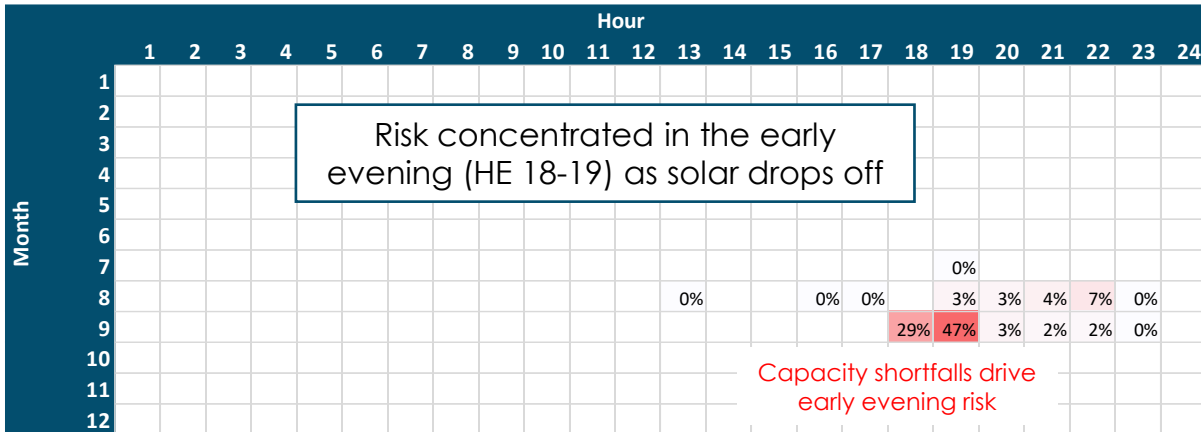 Hour
1 2 3 4 5 6 7 8 9 10 11 12 13 14 15 16 17 18 19 20 21 22 23 24
Month
1
2
3
4
5
6
7 0%
8 0% 0% 0% 3% 3% 4% 7% 0%
9 29% 47% 3% 2% 2% 0%
10
11
12
Risk concentrated in the early
evening (HE 18-19) as solar drops off
Capacity shortfalls drive
early evening risk